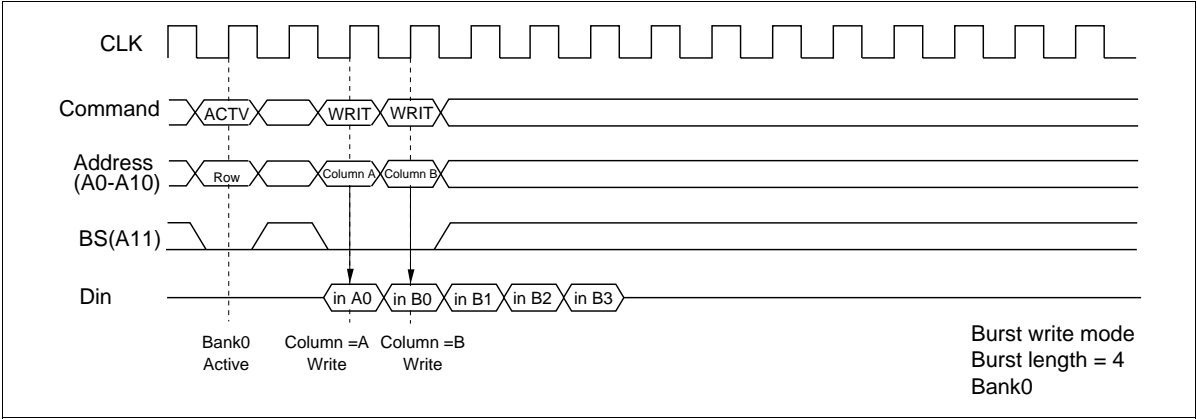 CLK
Command
ACTV
WRIT
WRIT
Address
(A0-A10)
Row
Column A
Column B
BS(A11)
Din
in A0
in B0
in B1
in B2
in B3
Bank0
Active
Column =A
Write
Column =B
Write
Burst write mode
Burst length = 4
Bank0